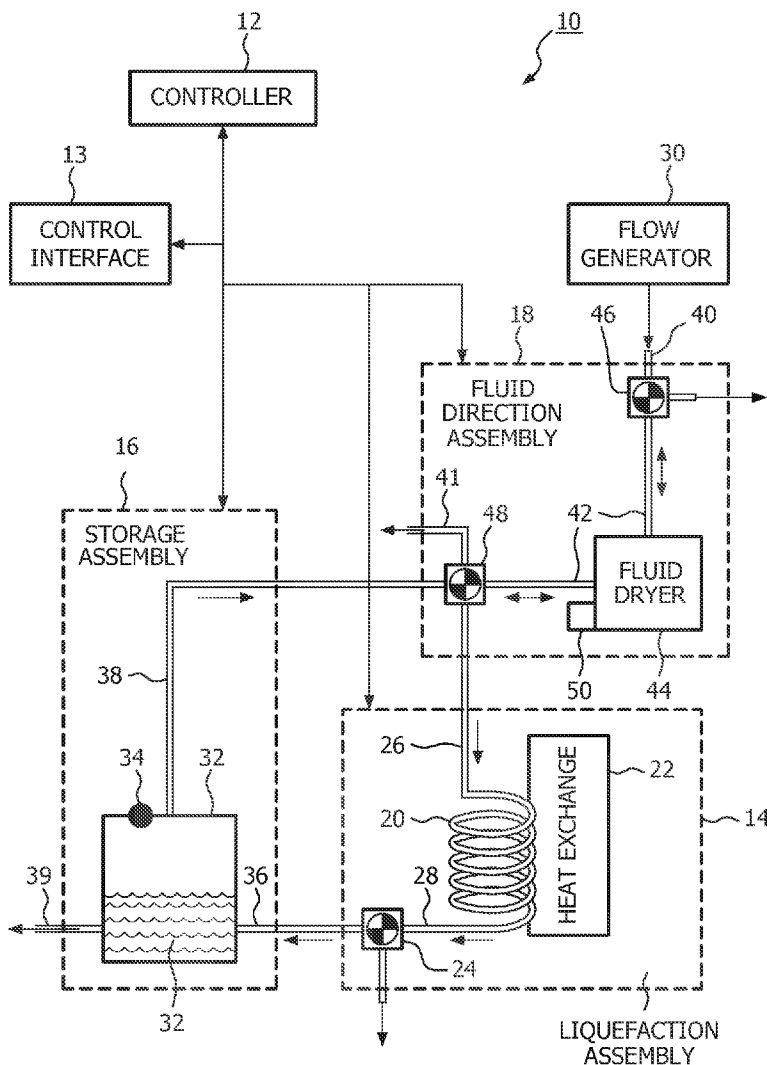 10
12
CONTROLLER
13
CONTROL
INTERFACE
30
FLOW
GENERATOR
18
46
40
FLUID
DIRECTION
ASSEMBLY
16
STORAGE
ASSEMBLY
41
48
42
42
FLUID
DRYER
50
44
38
26
34
32
20
22
HEAT EXCHANGE
14
39
36
28
24
32
LIQUEFACTION
ASSEMBLY